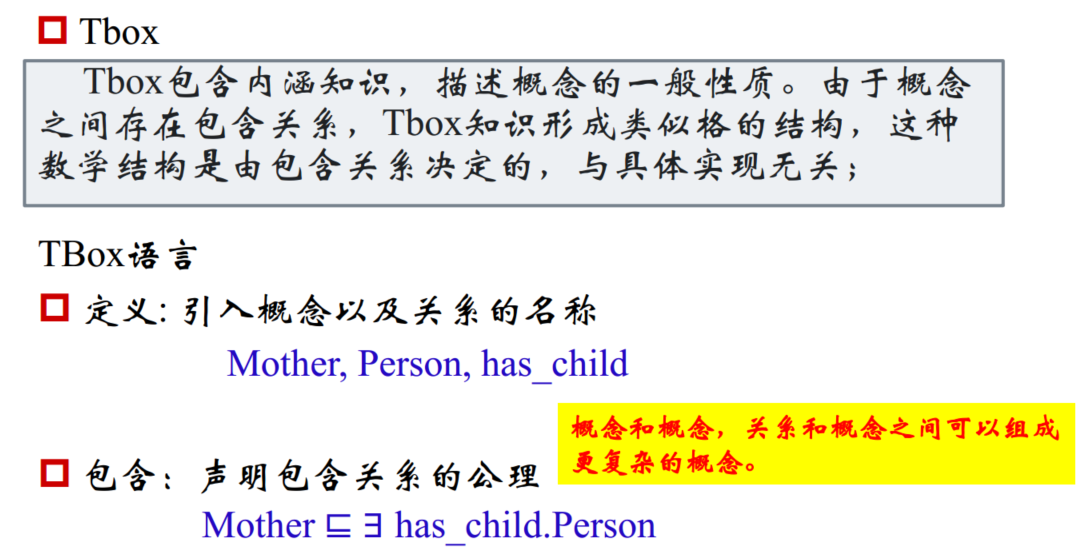 Tbox
Tbox包含内涵知识，描述概念的一般性质。由于概念
之间存在包含关系，Tbox知识形成类似格的结构，这种
数学结构是由包含关系决定的，与具体实现无关；
TBox语言
定义: 引入概念以及关系的名称
Mother, Person, has_child
概念和概念，关系和概念之间可以组成
更复杂的概念。
包含：声明包含关系的公理
Mother ⊑ ∃ has_child.Person